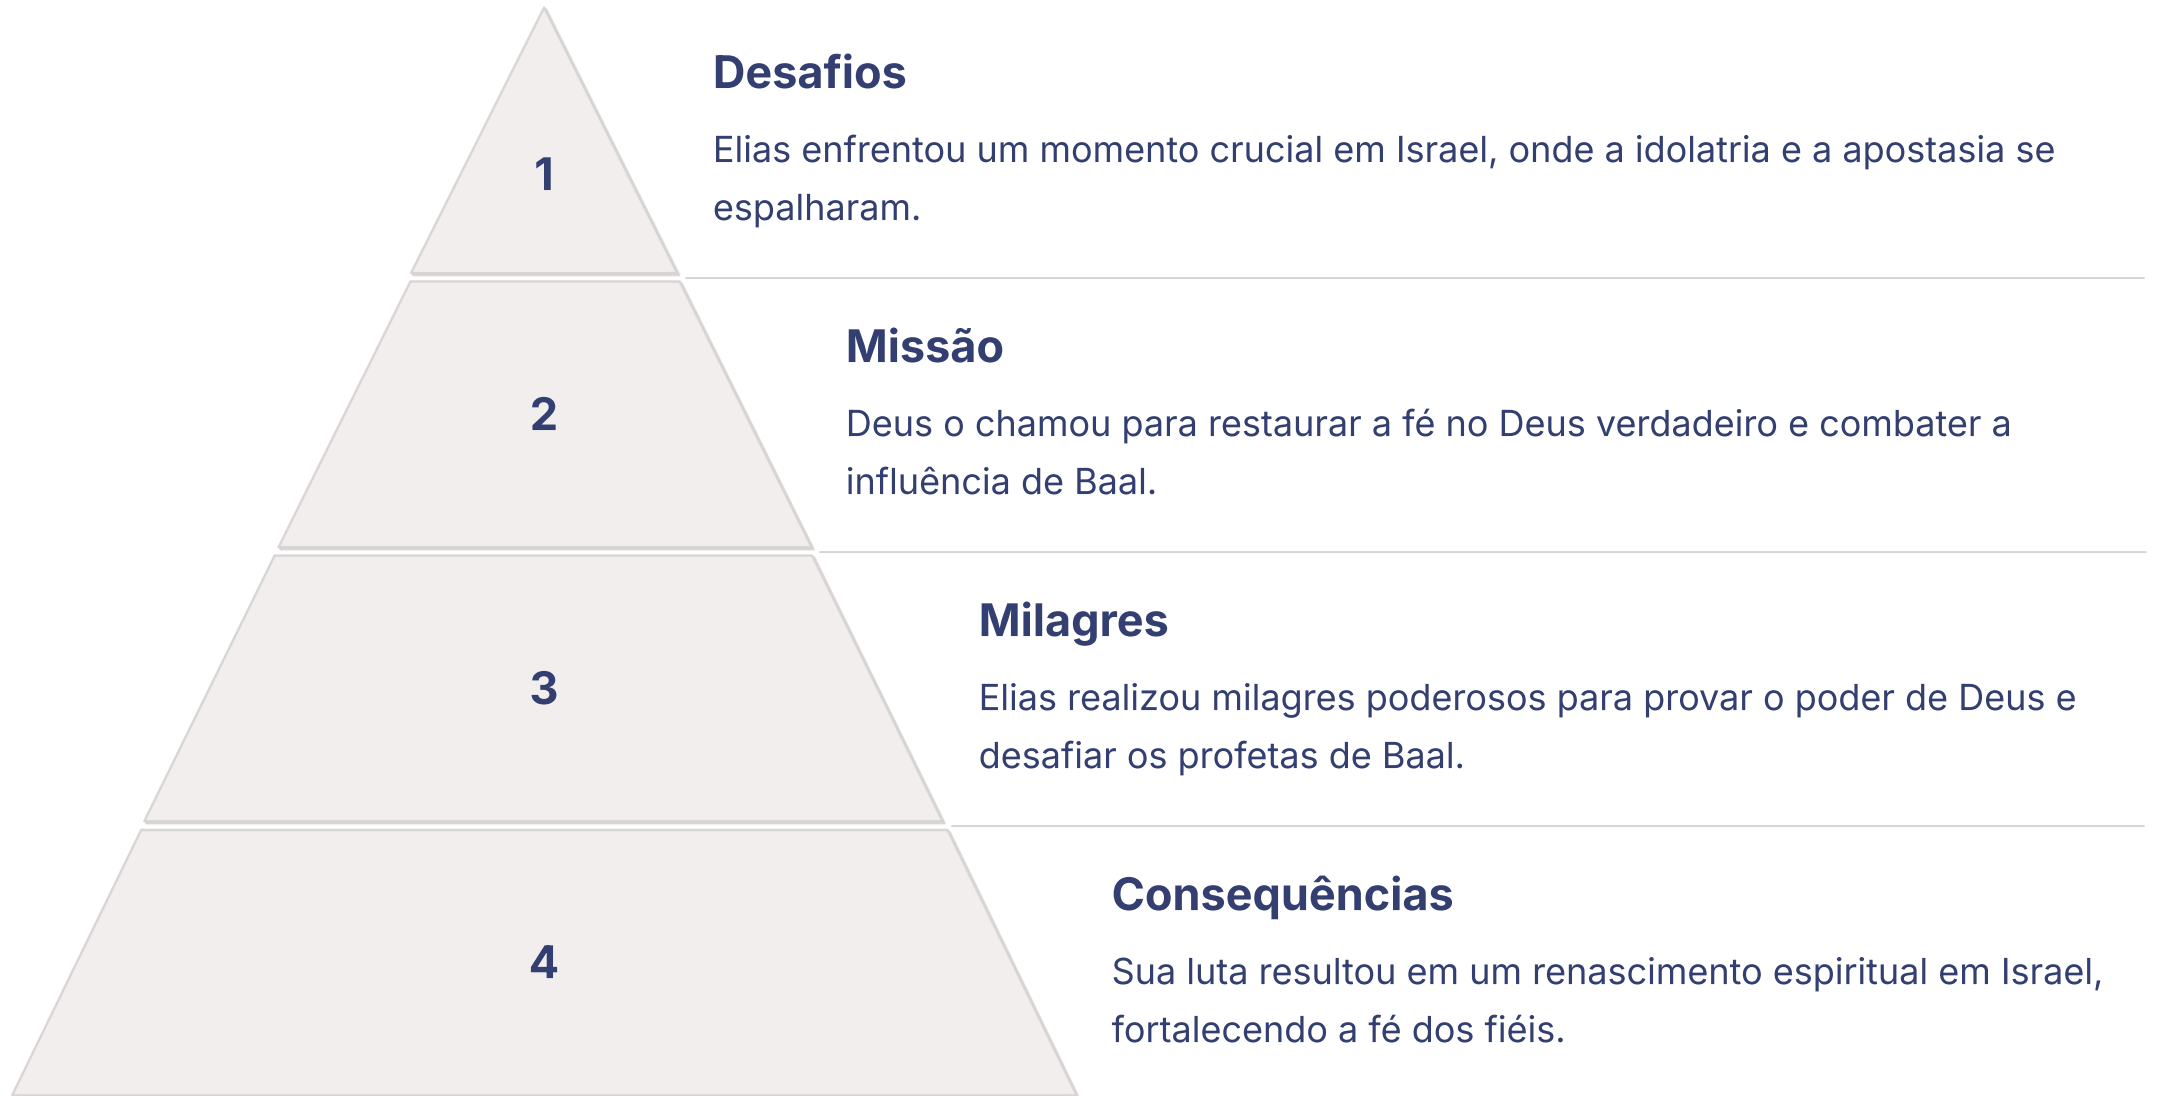 1
Desafios
Elias enfrentou um momento crucial em Israel, onde a idolatria e a apostasia se
espalharam.
2
Missão
Deus o chamou para restaurar a fé no Deus verdadeiro e combater a
influência de Baal.
3
Milagres
Elias realizou milagres poderosos para provar o poder de Deus e
desafiar os profetas de Baal.
4
Consequências
Sua luta resultou em um renascimento espiritual em Israel,
fortalecendo a fé dos fiéis.